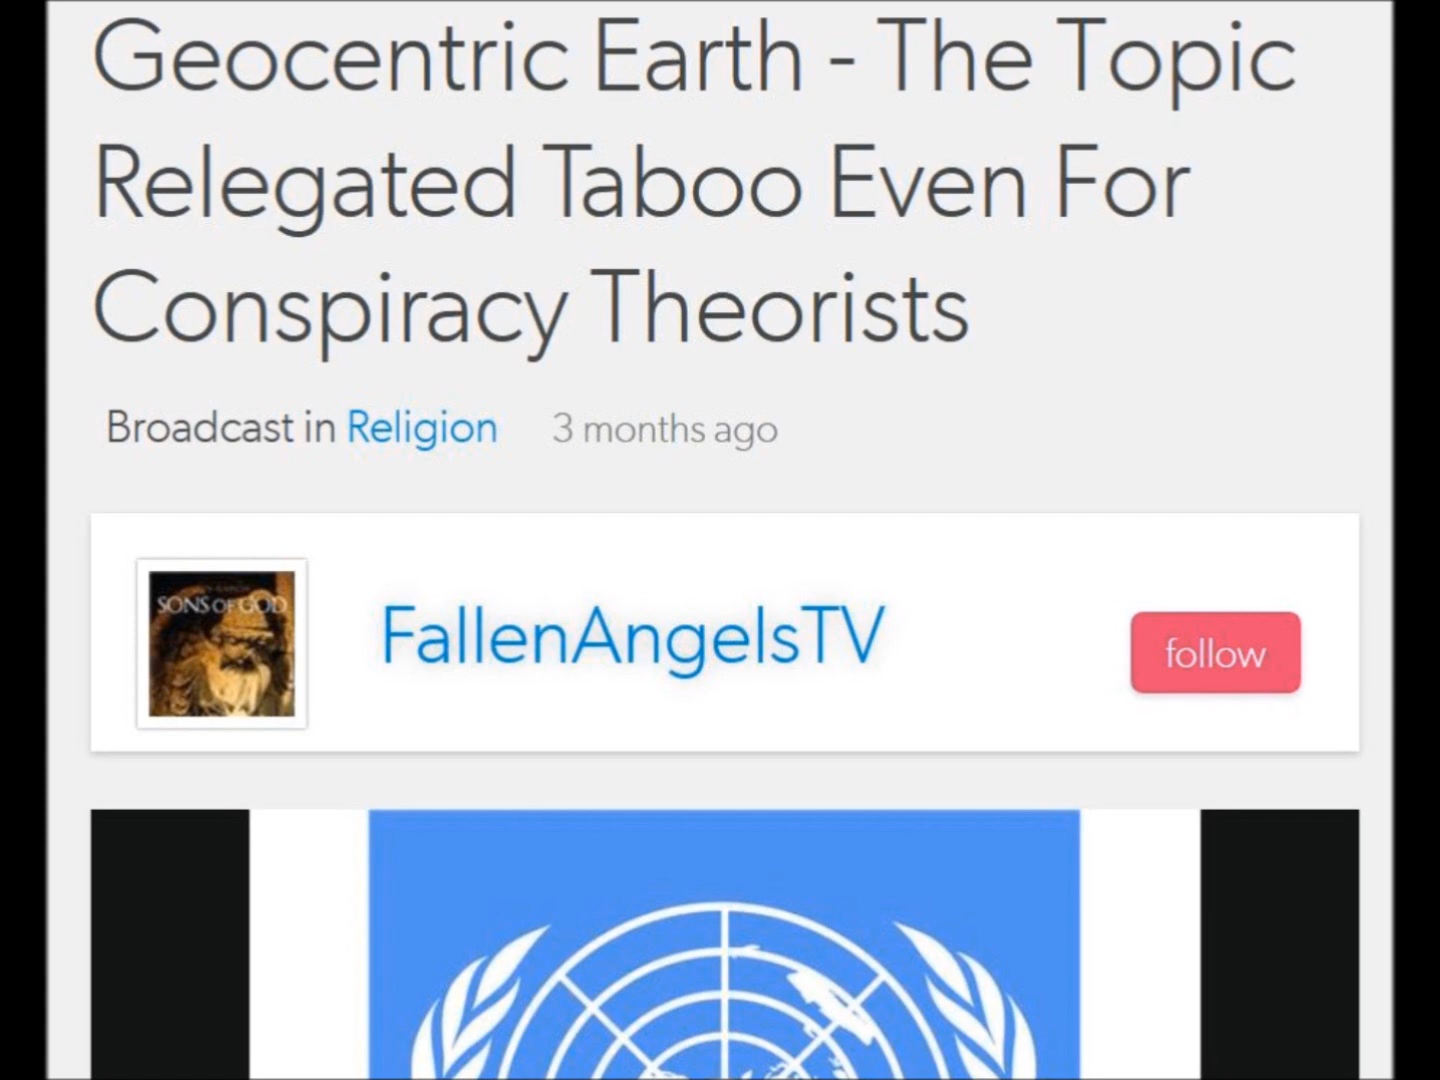 Geocentric Earth - The Topic
Relegated Taboo Even For
Conspiracy Theorists
Broadcast in Religion 3 months ago
SONS OF GOD
FallenAngelsTV
follow